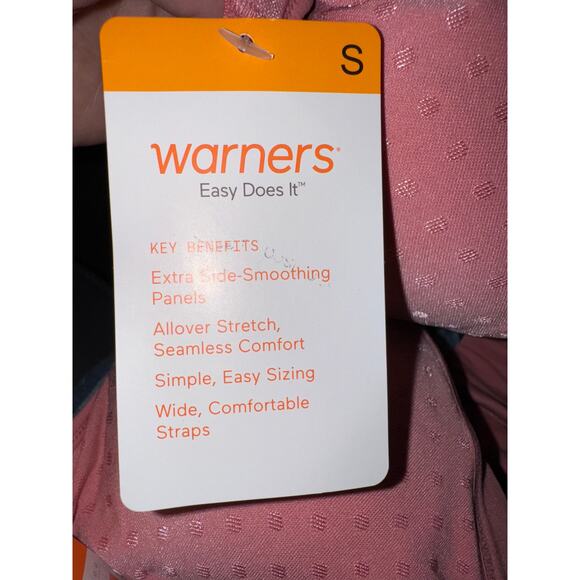 S
warners®
Easy Does It™
KEY BENEFITS
Extra Side-Smoothing
Panels
Allover Stretch,
Seamless Comfort
Simple, Easy Sizing
Wide, Comfortable
Straps